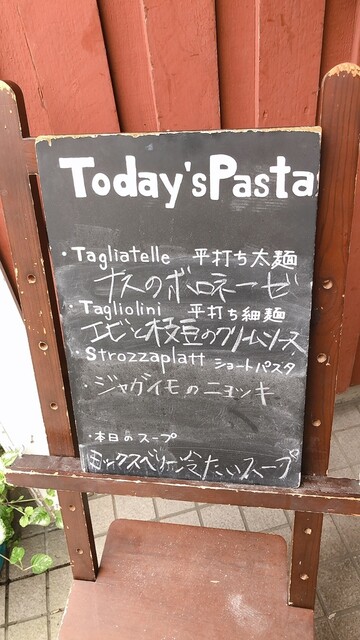 Today'sPasta
・Tagliatelle 平打ち太麺
ナスのボロネーゼ
・Tagliolini 平打ち細麺
エビと枝豆のクリームソース
・Strozzaplatt ショートパスタ
・ジャガイモのニョッキ
・本日のスープ
冷たいスープ